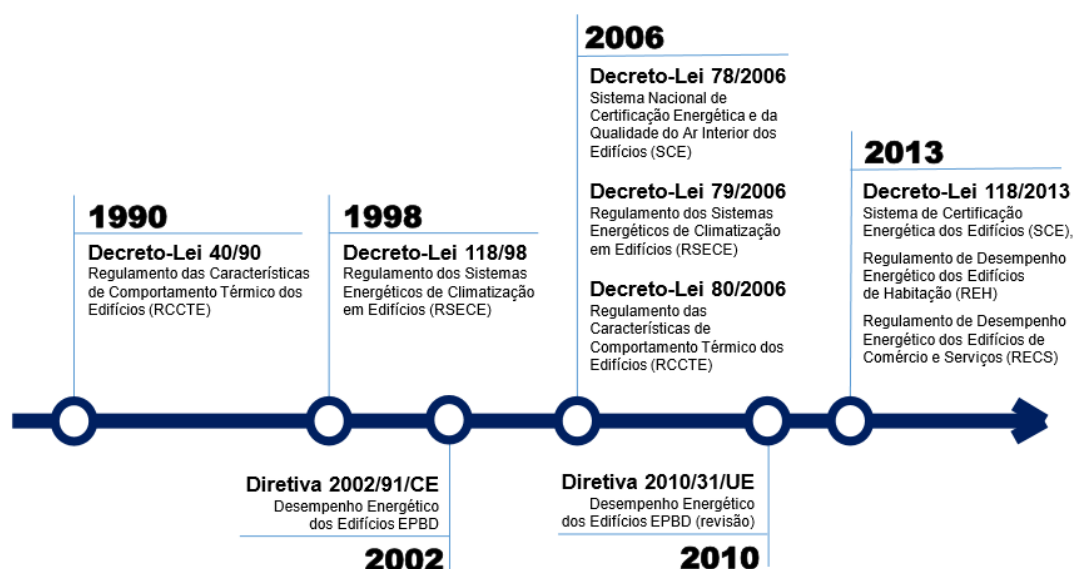 1990
Decreto-Lei 40/90
Regulamento das Características
de Comportamento Térmico dos
Edifícios (RCCTE)
1998
Decreto-Lei 118/98
Regulamento dos Sistemas
Energéticos de Climatização
em Edifícios (RSECE)
2006
Decreto-Lei 78/2006
Sistema Nacional de
Certificação Energética e da
Qualidade do Ar Interior dos
Edifícios (SCE)
Decreto-Lei 79/2006
Regulamento dos Sistemas
Energéticos de Climatização
em Edifícios (RSECE)
Decreto-Lei 80/2006
Regulamento das
Características de
Comportamento Térmico dos
Edifícios (RCCTE)
2013
Decreto-Lei 118/2013
Sistema de Certificação
Energética dos Edifícios (SCE),
Regulamento de Desempenho
Energético dos Edifícios
de Habitação (REH)
Regulamento de Desempenho
Energético dos Edifícios de
Comércio e Serviços (RECS)
Diretiva 2002/91/CE
Desempenho Energético
dos Edifícios EPBD
2002
Diretiva 2010/31/UE
Desempenho Energético
dos Edifícios EPBD (revisão)
2010